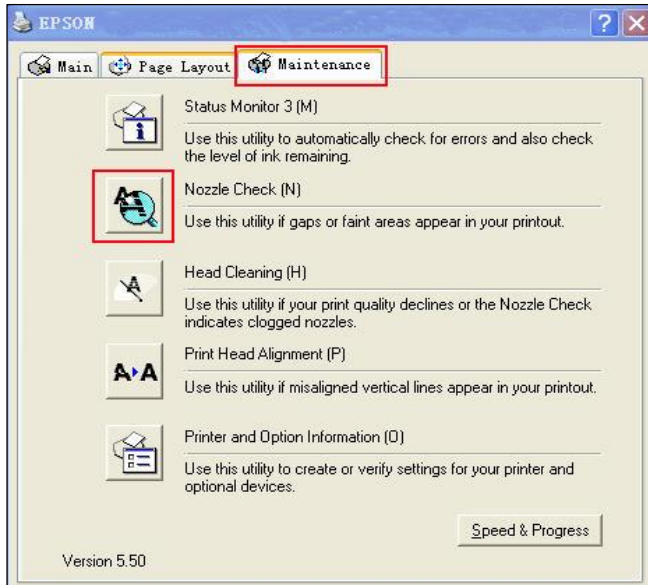 EPSON
Main
Page Layout
Maintenance
Status Monitor 3 (M)
Use this utility to automatically check for errors and also check
the level of ink remaining.
Nozzle Check (N)
Use this utility if gaps or faint areas appear in your printout.
Head Cleaning (H)
Use this utility if your print quality declines or the Nozzle Check
indicates clogged nozzles.
Print Head Alignment (P)
Use this utility if misaligned vertical lines appear in your printout.
Printer and Option Information (O)
Use this utility to create or verify settings for your printer and
optional devices.
Speed & Progress
Version 5.50